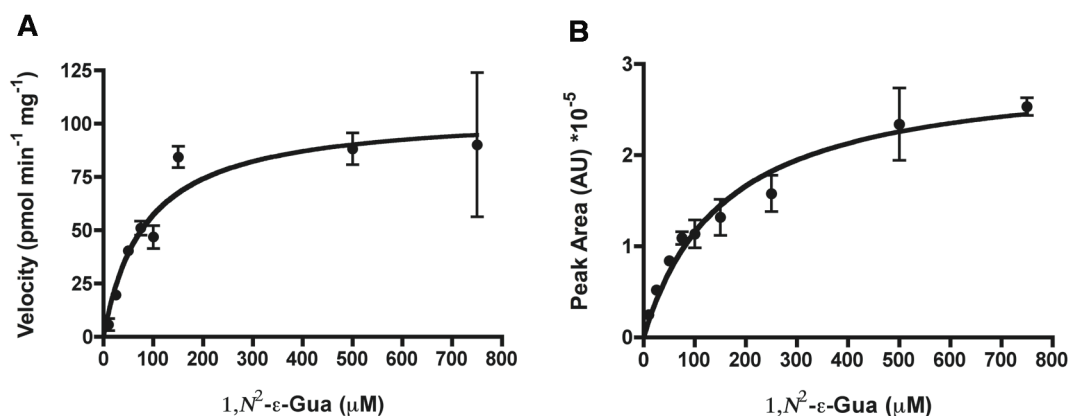 A
Velocity (pmol min⁻¹ mg⁻¹)
125
100
75
50
25
0
0 100 200 300 400 500 600 700 800
1,N²-ε-Gua (μM)
B
Peak Area (AU) *10⁻⁵
3
2
1
0
0 100 200 300 400 500 600 700 800
1,N²-ε-Gua (μM)